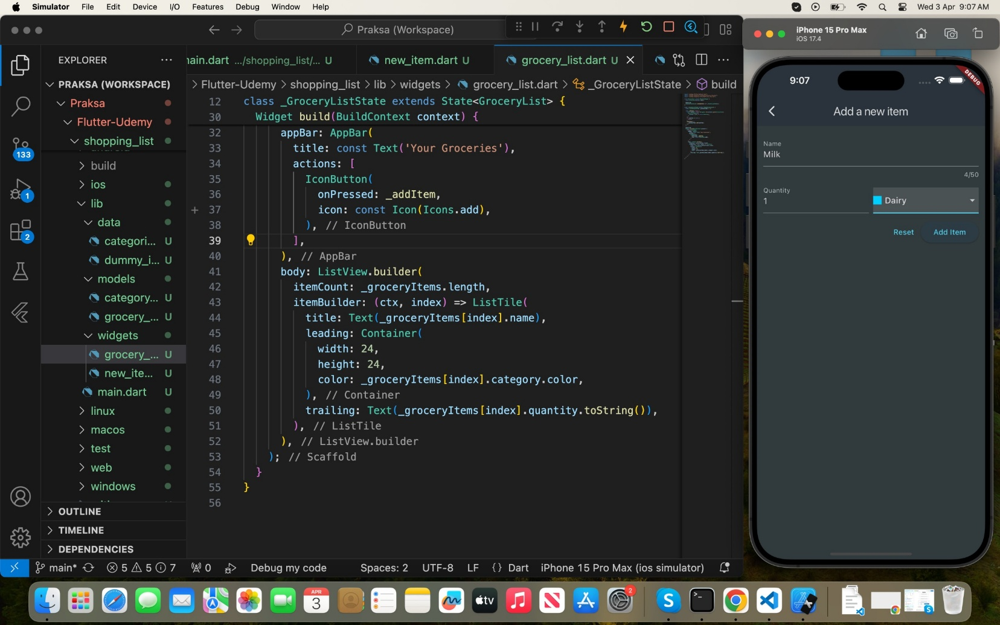 Simulator File Edit Device I/O Features Debug Window Help Wed 3 Apr 9:07 AM
Praksa (Workspace)
EXPLORER
PRAKSA (WORKSPACE)
Praksa
Flutter-Udemy
shopping_list
build
ios
lib
data
categori... U
dummy_i... U
models
category... U
grocery_... U
widgets
grocery_... U
new_ite... U
main.dart U
linux
macos
test
web
windows
OUTLINE
TIMELINE
DEPENDENCIES
133
1
2
nain.dart .../shopping_list/... U
new_item.dart U
grocery_list.dart U
> Flutter-Udemy > shopping_list > lib > widgets > grocery_list.dart > _GroceryListState > build
12 class _GroceryListState extends State<GroceryList> {
30 Widget build(BuildContext context) {
32 appBar: AppBar(
33 title: const Text('Your Groceries'),
34 actions: [
35 IconButton(
36 onPressed: _addItem,
37 icon: const Icon(Icons.add),
38 ), // IconButton
39 ],
40 ), // AppBar
41 body: ListView.builder(
42 itemCount: _groceryItems.length,
43 itemBuilder: (ctx, index) => ListTile(
44 title: Text(_groceryItems[index].name),
45 leading: Container(
46 width: 24,
47 height: 24,
48 color: _groceryItems[index].category.color,
49 ), // Container
50 trailing: Text(_groceryItems[index].quantity.toString()),
51 ), // ListTile
52 ), // ListView.builder
53 ); // Scaffold
54 }
55 }
56
main* 5 5 7 0 Debug my code Spaces: 2 UTF-8 LF {} Dart iPhone 15 Pro Max (ios simulator)
iPhone 15 Pro Max
iOS 17.4
9:07
DEBUG
Add a new item
Name
Milk
4/50
Quantity
1
Dairy
Reset Add Item
APR
3
tv
2